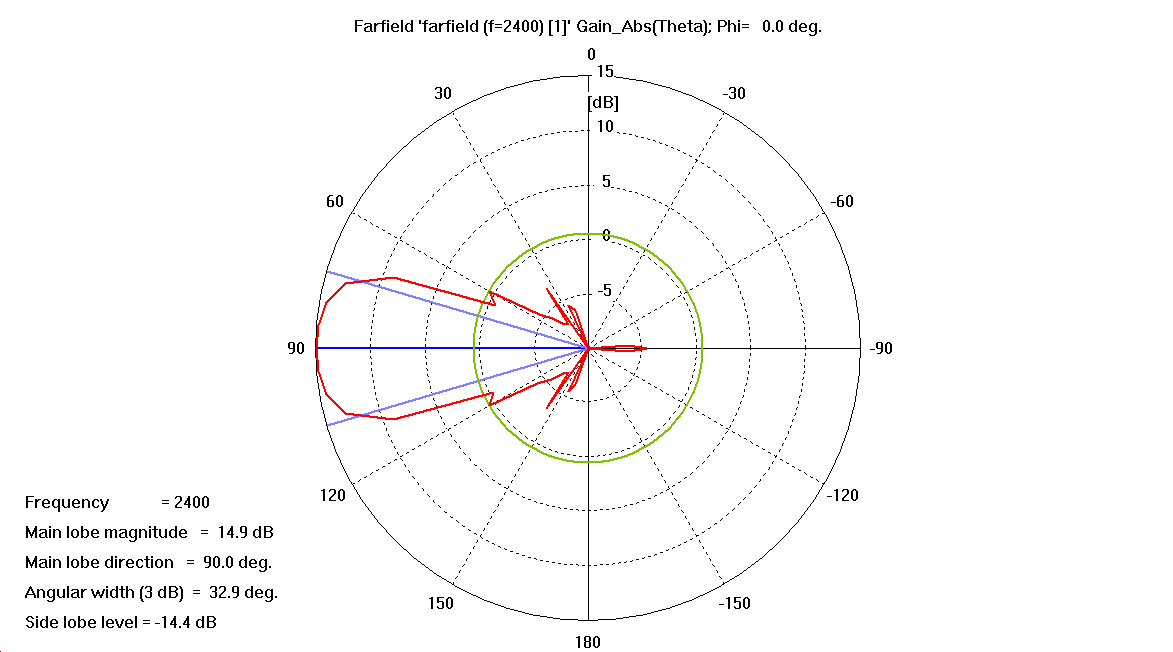 Farfield 'farfield (f=2400) [1]' Gain_Abs(Theta); Phi= 0.0 deg.
0
15
30
-30
[dB]
10
5
60
-60
0
-5
90
-90
120
-120
Frequency = 2400
Main lobe magnitude = 14.9 dB
Main lobe direction = 90.0 deg.
Angular width (3 dB) = 32.9 deg.
150
-150
Side lobe level = -14.4 dB
180